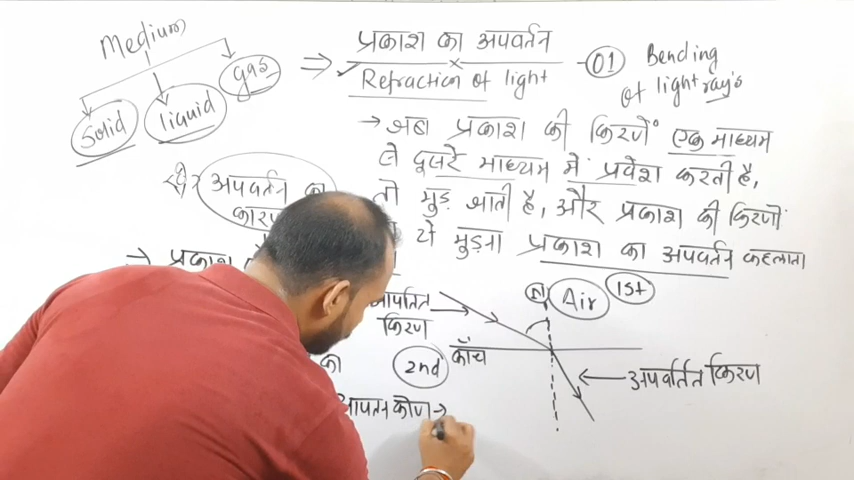 Medium
Solid
liquid
gas
⇒ प्रकाश का अपवर्तन
Refraction of light
01
Bending
of light ray's
→ जब प्रकाश की किरणें एक माध्यम
से दूसरे माध्यम में प्रवेश करती है,
तो मुड़ जाती है, और प्रकाश की किरणों
से मुड़ना प्रकाश का अपवर्तन कहलाता
अपवर्तन का
कारण
→ प्रकाश
आपतित
किरण
N
Air
1st
काँच
का
2nd
अपवर्तित किरण
आपतन कोण →